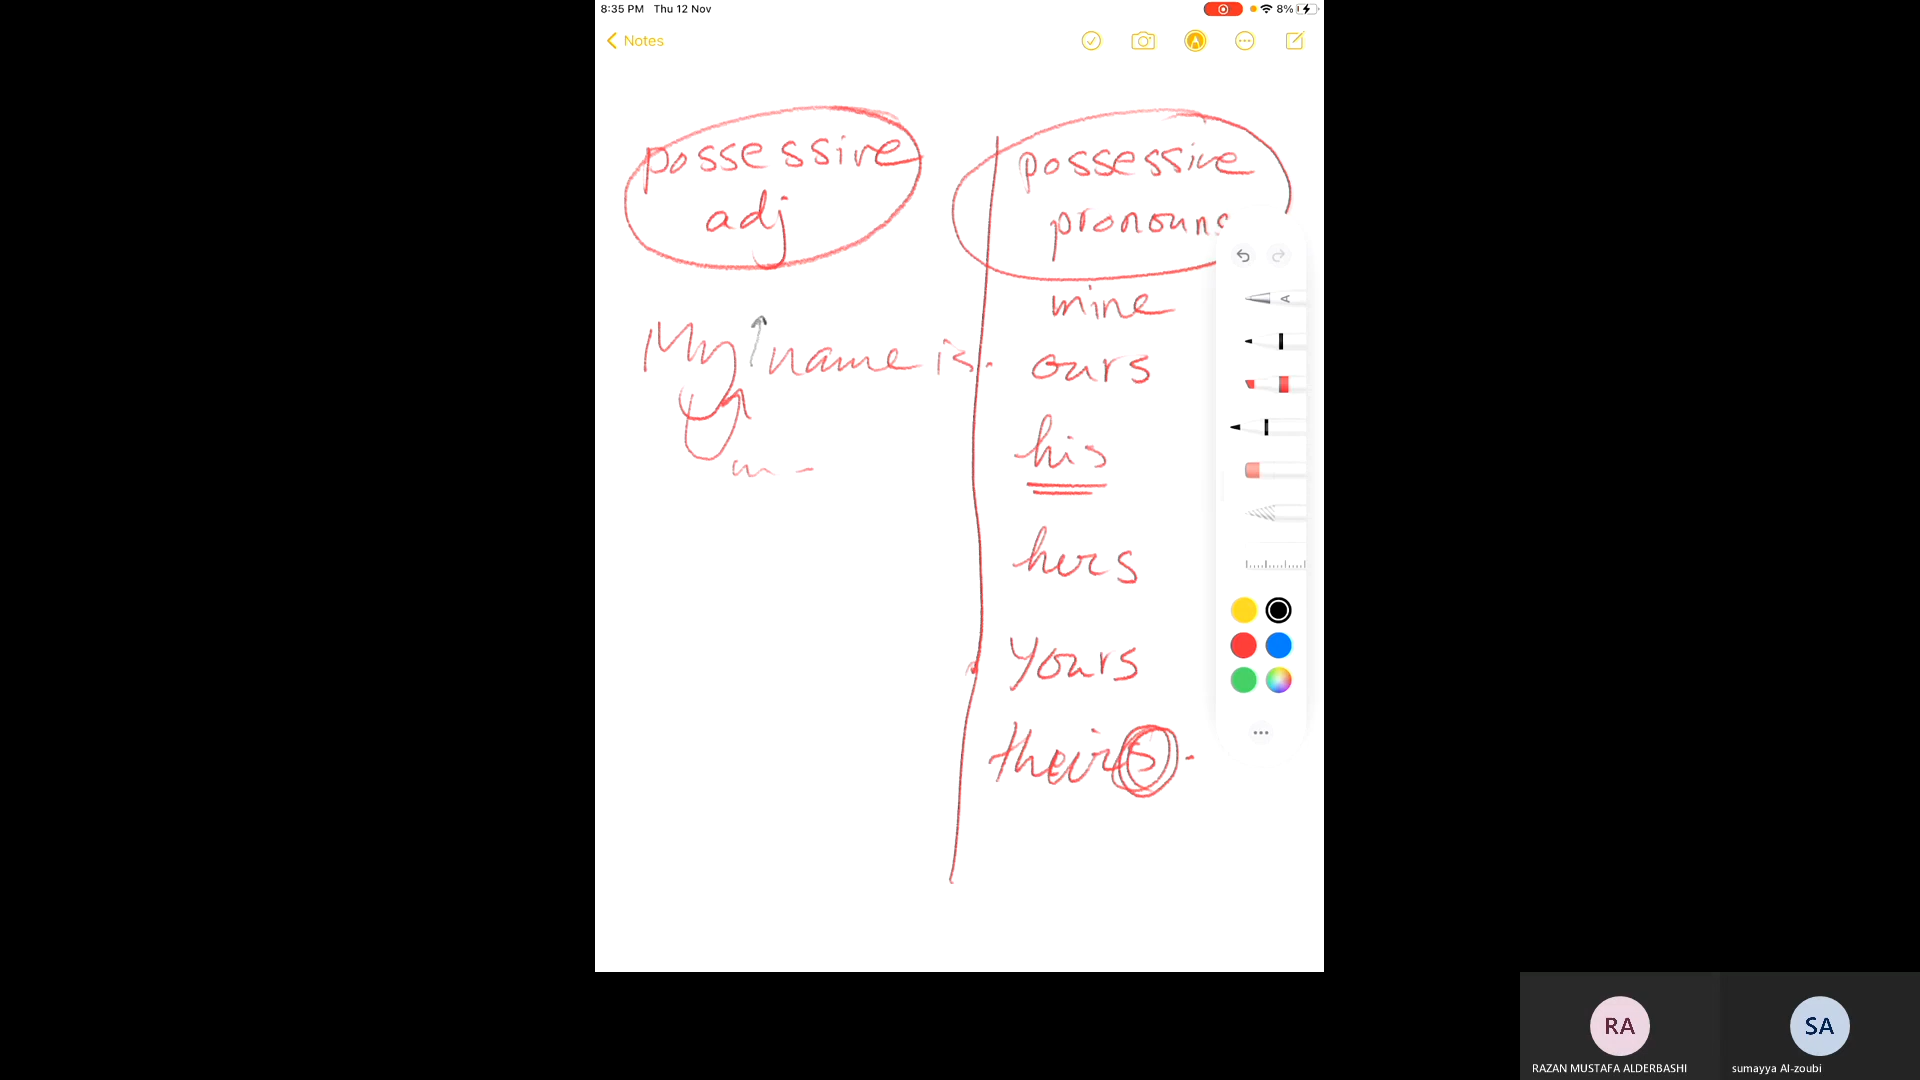 8:35 PM Thu 12 Nov
8%
Notes
possessive
adj
My name is.
possessive
pronouns
mine
ours
his
hers
yours
theirs.
A
RA
SA
RAZAN MUSTAFA ALDERBASHI
sumayya Al-zoubi